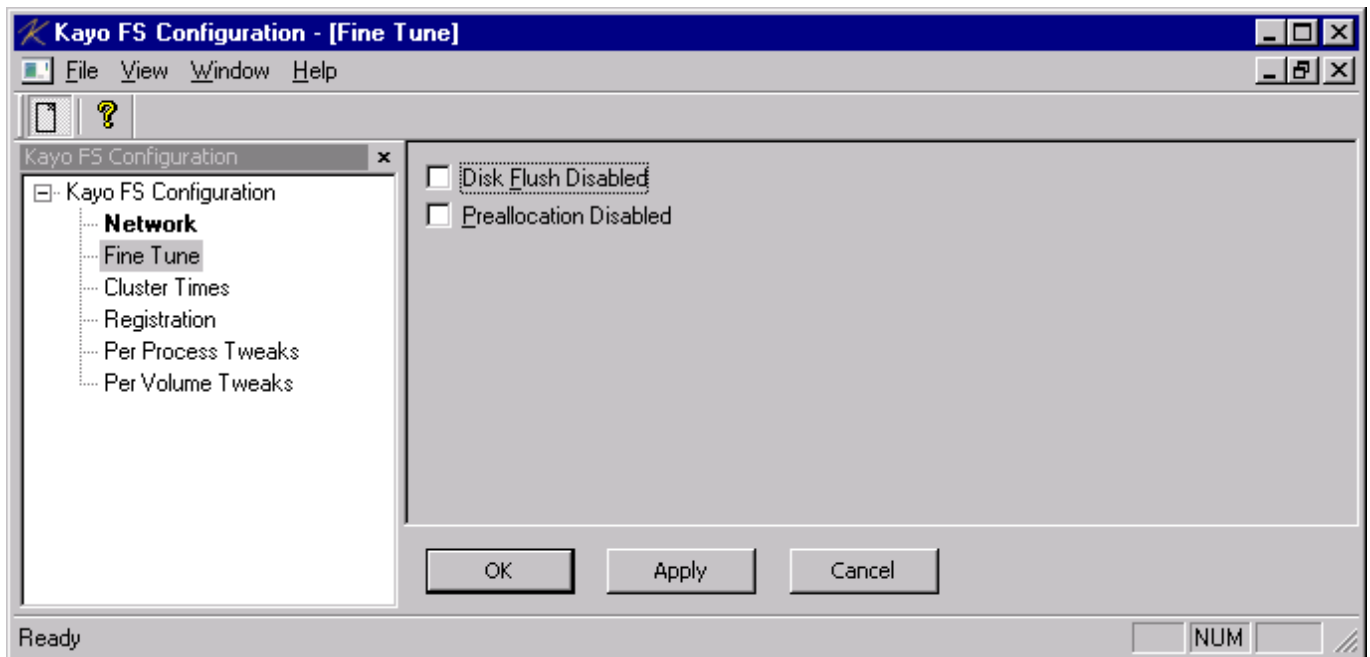 Kayo FS Configuration - [Fine Tune]
File View Window Help
Kayo FS Configuration
Kayo FS Configuration
Network
Fine Tune
Cluster Times
Registration
Per Process Tweaks
Per Volume Tweaks
Disk Flush Disabled
Preallocation Disabled
OK Apply Cancel
Ready NUM